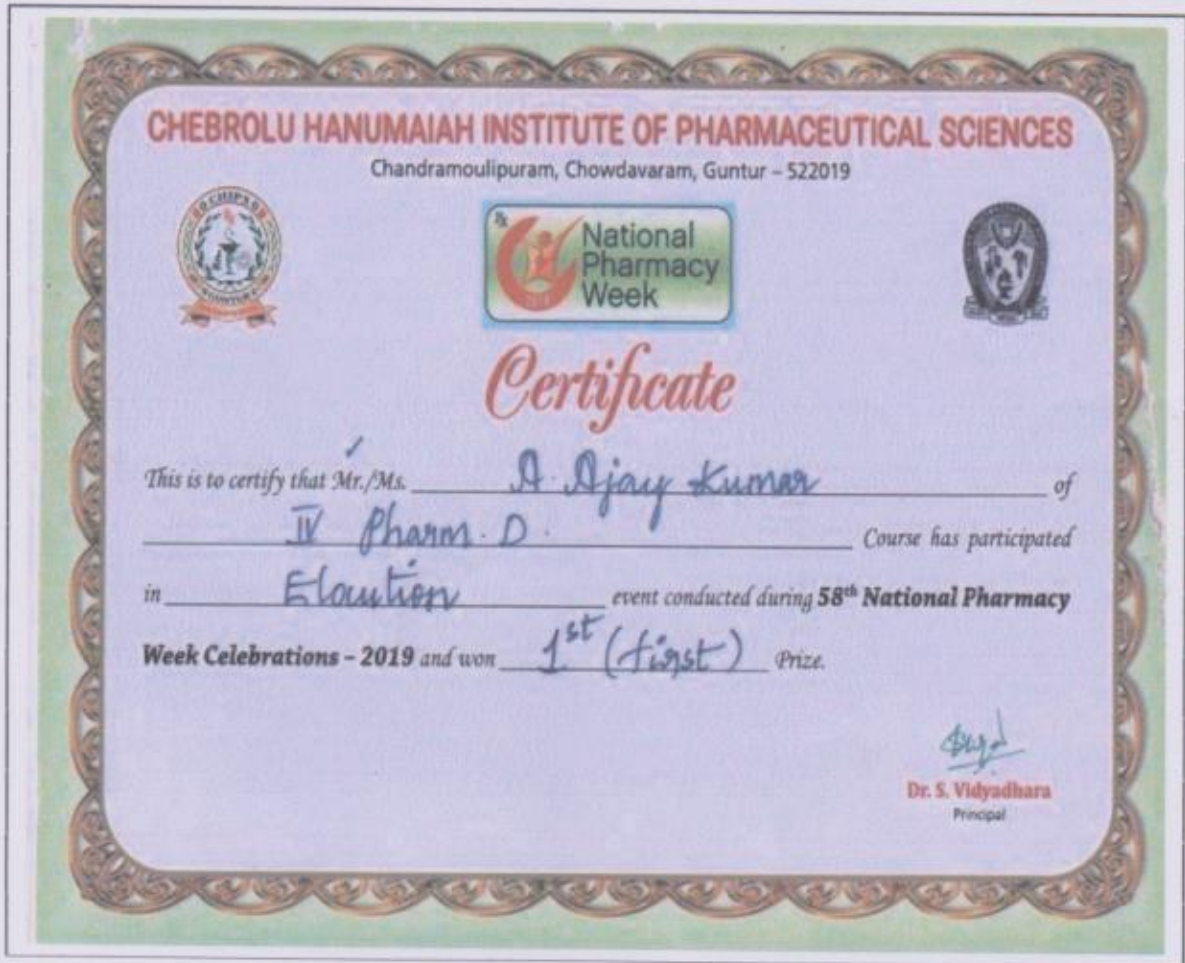 CHEBROLU HANUMAIAH INSTITUTE OF PHARMACEUTICAL SCIENCES
Chandramoulipuram, Chowdavaram, Guntur – 522019
CHIPS
GUNTUR
National
Pharmacy
Week
Certificate
This is to certify that Mr./Ms. A. Ajay Kumar of
IV Pharm. D. Course has participated
in Elocution event conducted during 58th National Pharmacy
Week Celebrations – 2019 and won 1st (first) Prize.
Dr. S. Vidyadhara
Principal